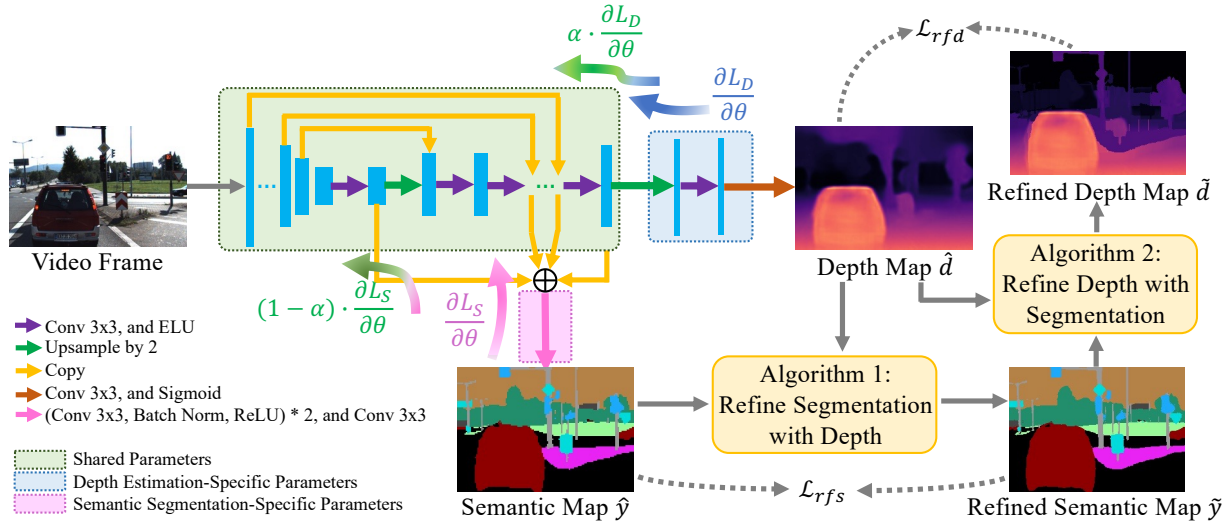 α · ∂L_D/∂θ
∂L_D/∂θ
ℒ_rfd
...
...
Video Frame
Depth Map d̂
Refined Depth Map d̃
Algorithm 2:
Refine Depth with
Segmentation
(1 − α) · ∂L_S/∂θ
∂L_S/∂θ
Conv 3x3, and ELU
Upsample by 2
Copy
Conv 3x3, and Sigmoid
(Conv 3x3, Batch Norm, ReLU) * 2, and Conv 3x3
Algorithm 1:
Refine Segmentation
with Depth
Shared Parameters
Depth Estimation-Specific Parameters
Semantic Segmentation-Specific Parameters
Semantic Map ŷ
ℒ_rfs
Refined Semantic Map ỹ